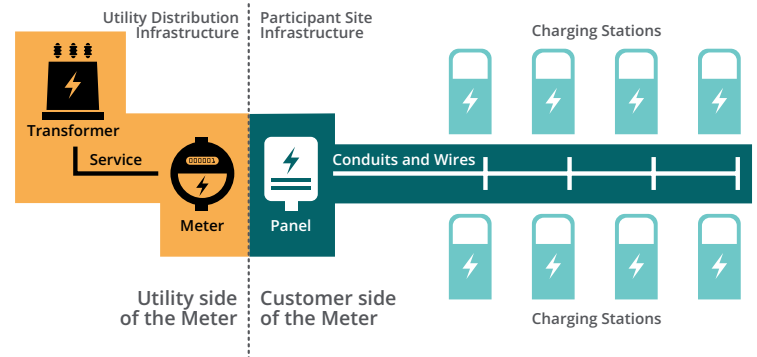 Utility Distribution
Infrastructure
Participant Site
Infrastructure
Charging Stations
Transformer
Service
000001
Conduits and Wires
Meter
Panel
Utility side
of the Meter
Customer side
of the Meter
Charging Stations